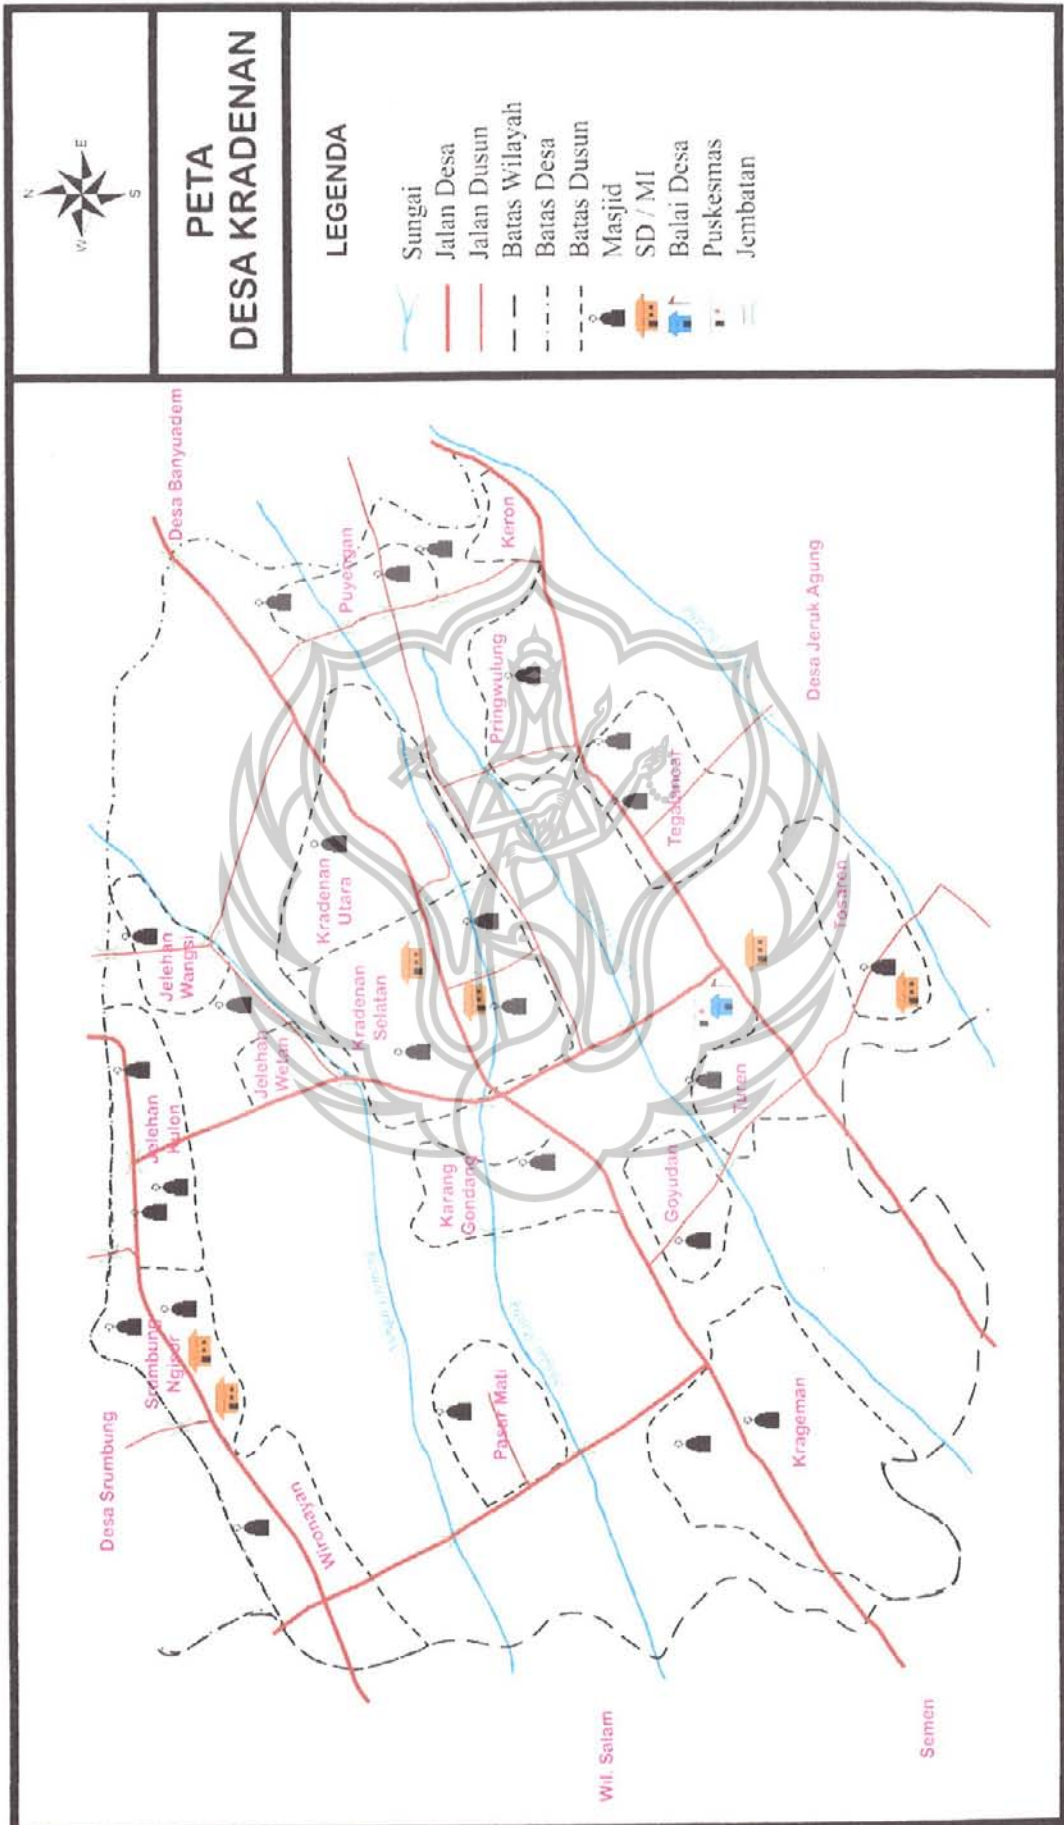 N
E
W
S
PETA
DESA KRADENAN
LEGENDA
Sungai
Jalan Desa
Jalan Dusun
Batas Wilayah
Batas Desa
Batas Dusun
Masjid
SD / MI
Balai Desa
Puskesmas
Jembatan
Desa Banyuadem
Desa Srumbung
Srumbung
Ngisor
Wironayan
Jelehan
Kulon
Jelehan
Wangsi
Jelehan
Wetan
Kradenan
Utara
Kradenan
Selatan
Puyengan
Keron
Pringwulung
Karang
Gondang
Pasar Mati
Goyudan
Turen
Tosaren
Desa Jeruk Agung
Krageman
Wil. Salam
Semen